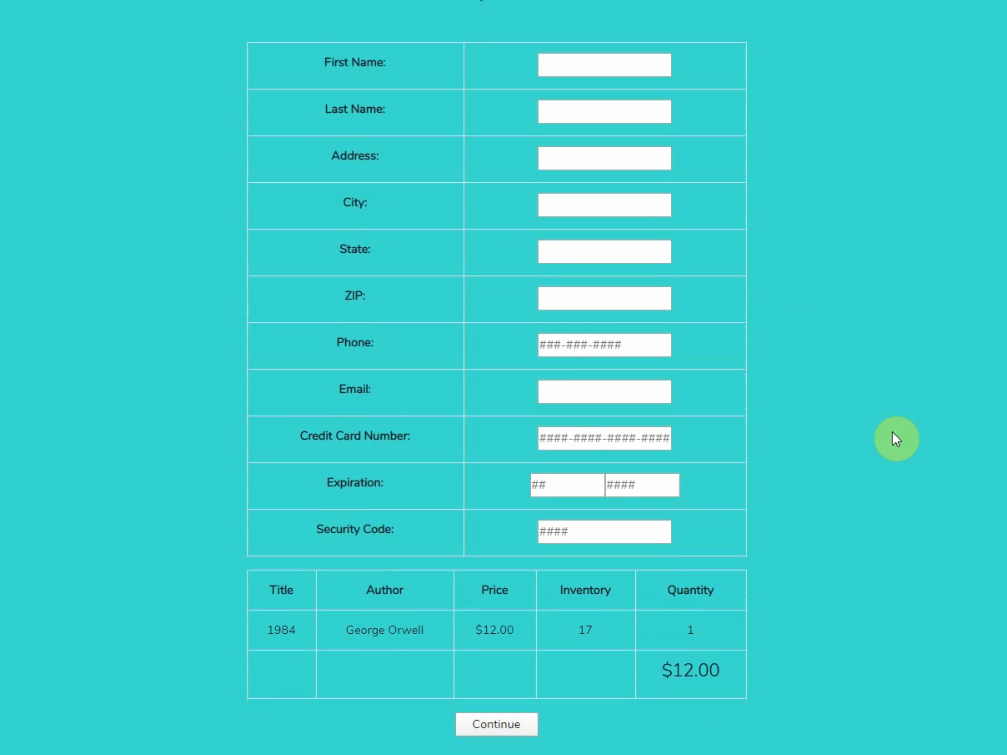 First Name:
Last Name:
Address:
City:
State:
ZIP:
Phone: ###-###-####
Email:
Credit Card Number: ####-####-####-####
Expiration: ## ####
Security Code: ####
Title Author Price Inventory Quantity
1984 George Orwell $12.00 17 1
$12.00
Continue